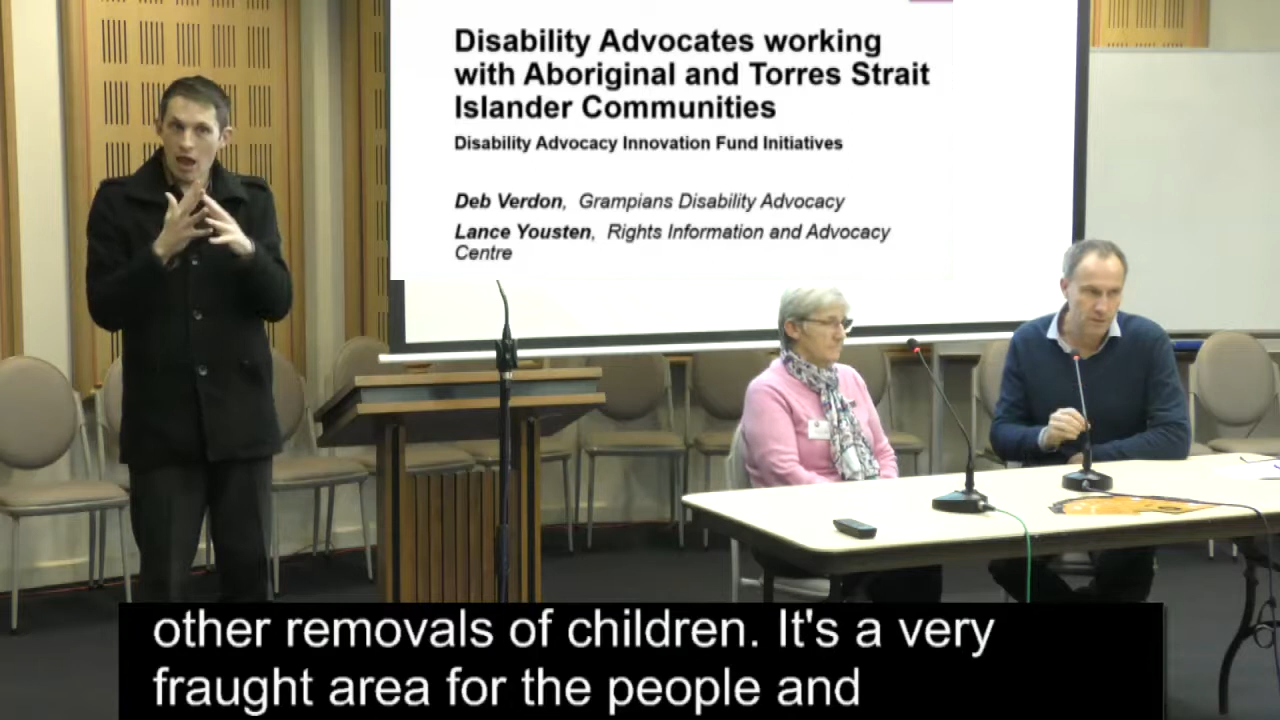 Disability Advocates working
with Aboriginal and Torres Strait
Islander Communities
Disability Advocacy Innovation Fund Initiatives
Deb Verdon, Grampians Disability Advocacy
Lance Yousten, Rights Information and Advocacy
Centre
other removals of children. It's a very
fraught area for the people and